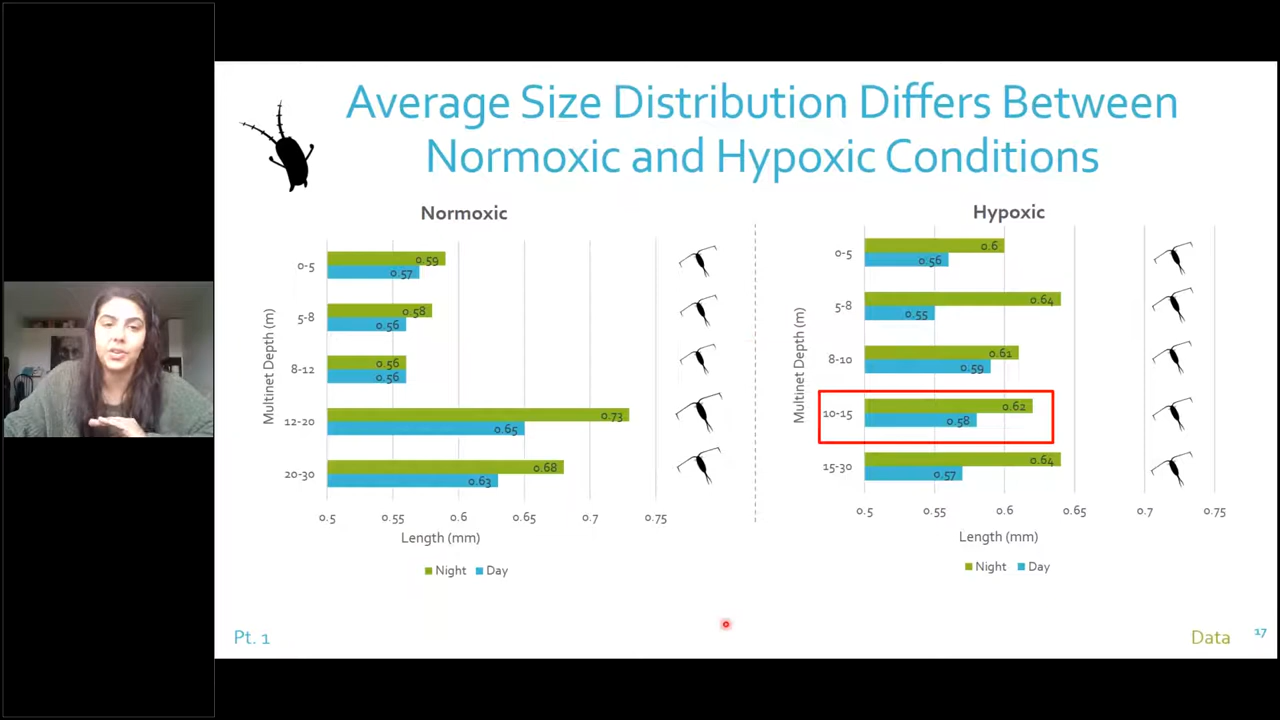 Average Size Distribution Differs Between
Normoxic and Hypoxic Conditions
Normoxic
Multinet Depth (m)
0-5
0.59
0.57
5-8
0.58
0.56
8-12
0.56
0.56
12-20
0.73
0.65
20-30
0.68
0.63
0.5 0.55 0.6 0.65 0.7 0.75
Length (mm)
Night Day
Hypoxic
Multinet Depth (m)
0-5
0.6
0.56
5-8
0.64
0.55
8-10
0.61
0.59
10-15
0.62
0.58
15-30
0.64
0.57
0.5 0.55 0.6 0.65 0.7 0.75
Length (mm)
Night Day
Pt. 1
Data 17